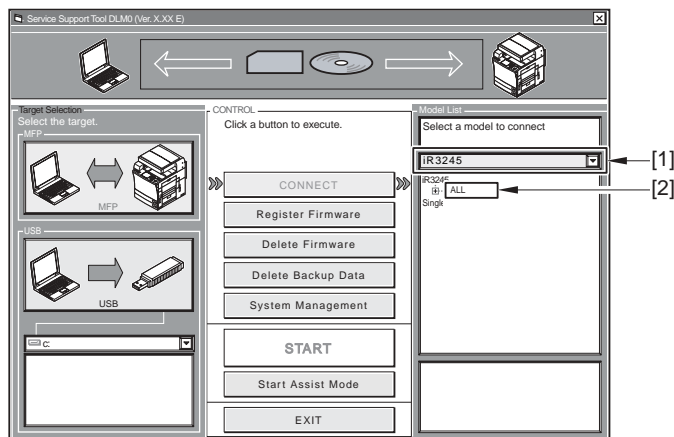 Service Support Tool DLM0 (Ver. X.XX E)
Target Selection
Select the target.
MFP
MFP
USB
USB
c:
CONTROL
Click a button to execute.
CONNECT
Register Firmware
Delete Firmware
Delete Backup Data
System Management
START
Start Assist Mode
EXIT
Model List
Select a model to connect
iR3245
iR3245
ALL
Single
[1]
[2]